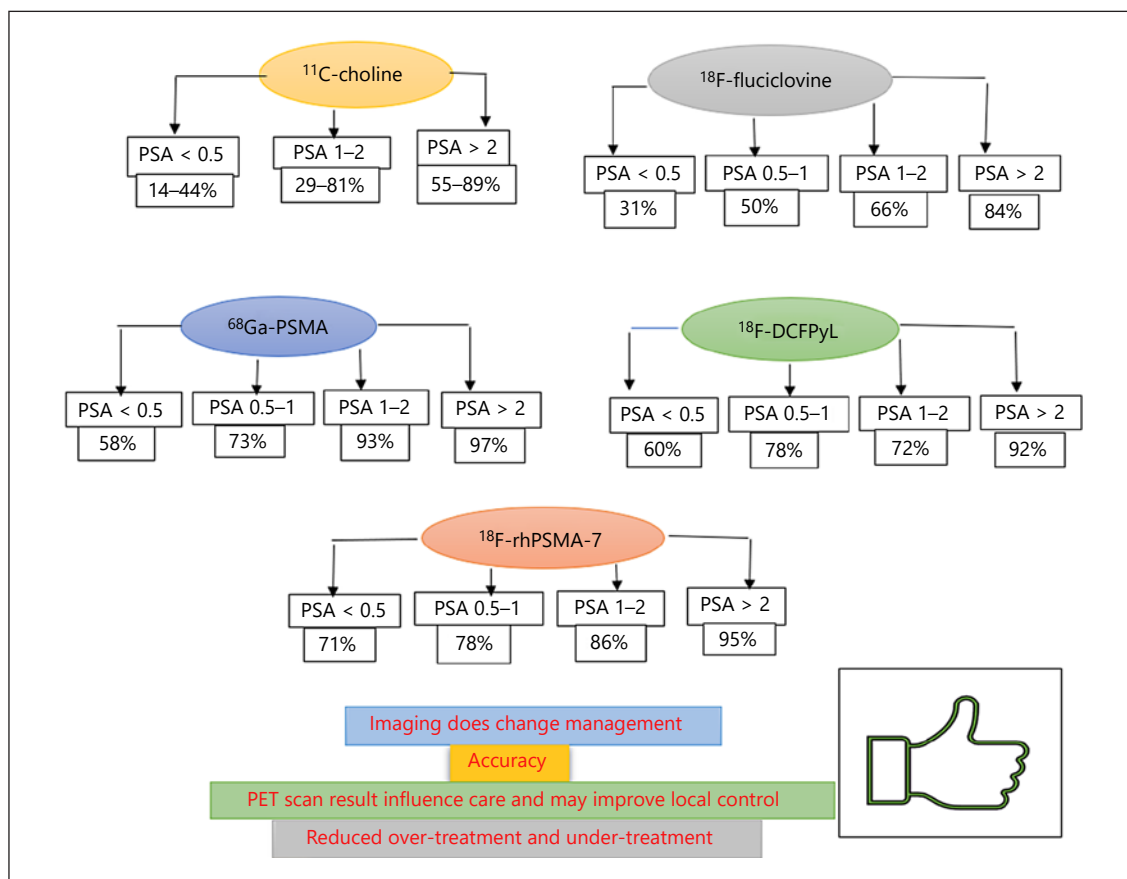 ¹¹C-choline
PSA < 0.5
14–44%
PSA 1–2
29–81%
PSA > 2
55–89%
¹⁸F-fluciclovine
PSA < 0.5
31%
PSA 0.5–1
50%
PSA 1–2
66%
PSA > 2
84%
⁶⁸Ga-PSMA
PSA < 0.5
58%
PSA 0.5–1
73%
PSA 1–2
93%
PSA > 2
97%
¹⁸F-DCFPyL
PSA < 0.5
60%
PSA 0.5–1
78%
PSA 1–2
72%
PSA > 2
92%
¹⁸F-rhPSMA-7
PSA < 0.5
71%
PSA 0.5–1
78%
PSA 1–2
86%
PSA > 2
95%
Imaging does change management
Accuracy
PET scan result influence care and may improve local control
Reduced over-treatment and under-treatment